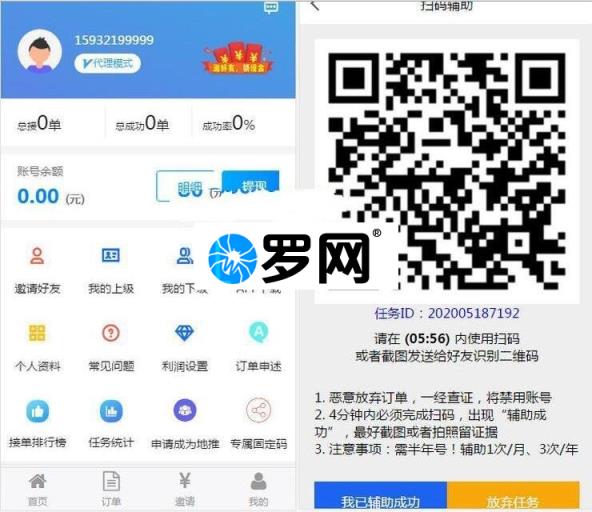 15932199999
代理模式
邀好友，领现金
总接0单
总成功0单
成功率0%
账号余额
0.00 (元)
明细
提现
邀请好友
我的上级
我的下级
APP下载
个人资料
常见问题
利润设置
订单申述
接单排行榜
任务统计
申请成为地推
专属固定码
首页
订单
邀请
我的
扫码辅助
罗网®
任务ID：202005187192
请在 (05:56) 内使用扫码
或者截图发送给好友识别二维码
1. 恶意放弃订单，一经查证，将禁用账号
2. 4分钟内必须完成扫码，出现“辅助成
功”，最好截图或者拍照留证据
3. 注意事项：需半年号！辅助1次/月、3次/年
我已辅助成功
放弃任务